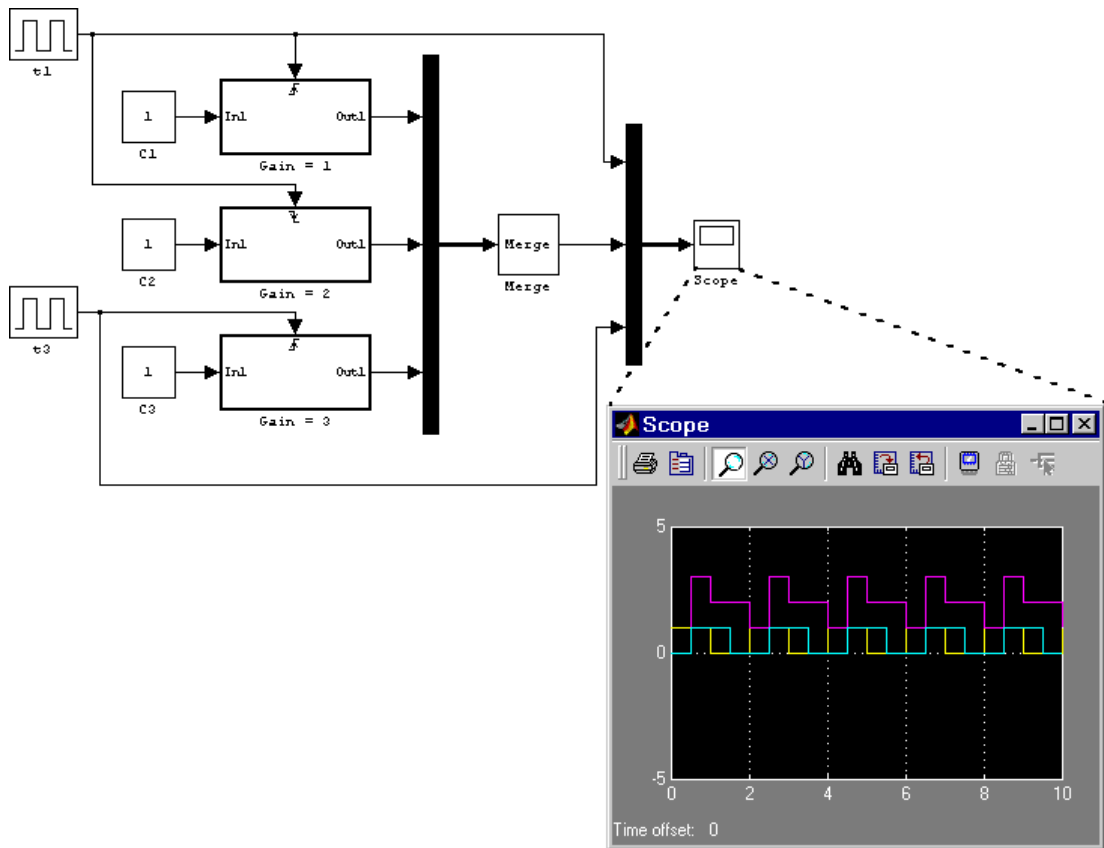 t1
1
In1
Out1
C1
Gain = 1
1
In1
Out1
Merge
C2
Gain = 2
Merge
Scope
t3
1
In1
Out1
C3
Gain = 3
Scope
5
0
-5
0
2
4
6
8
10
Time offset: 0